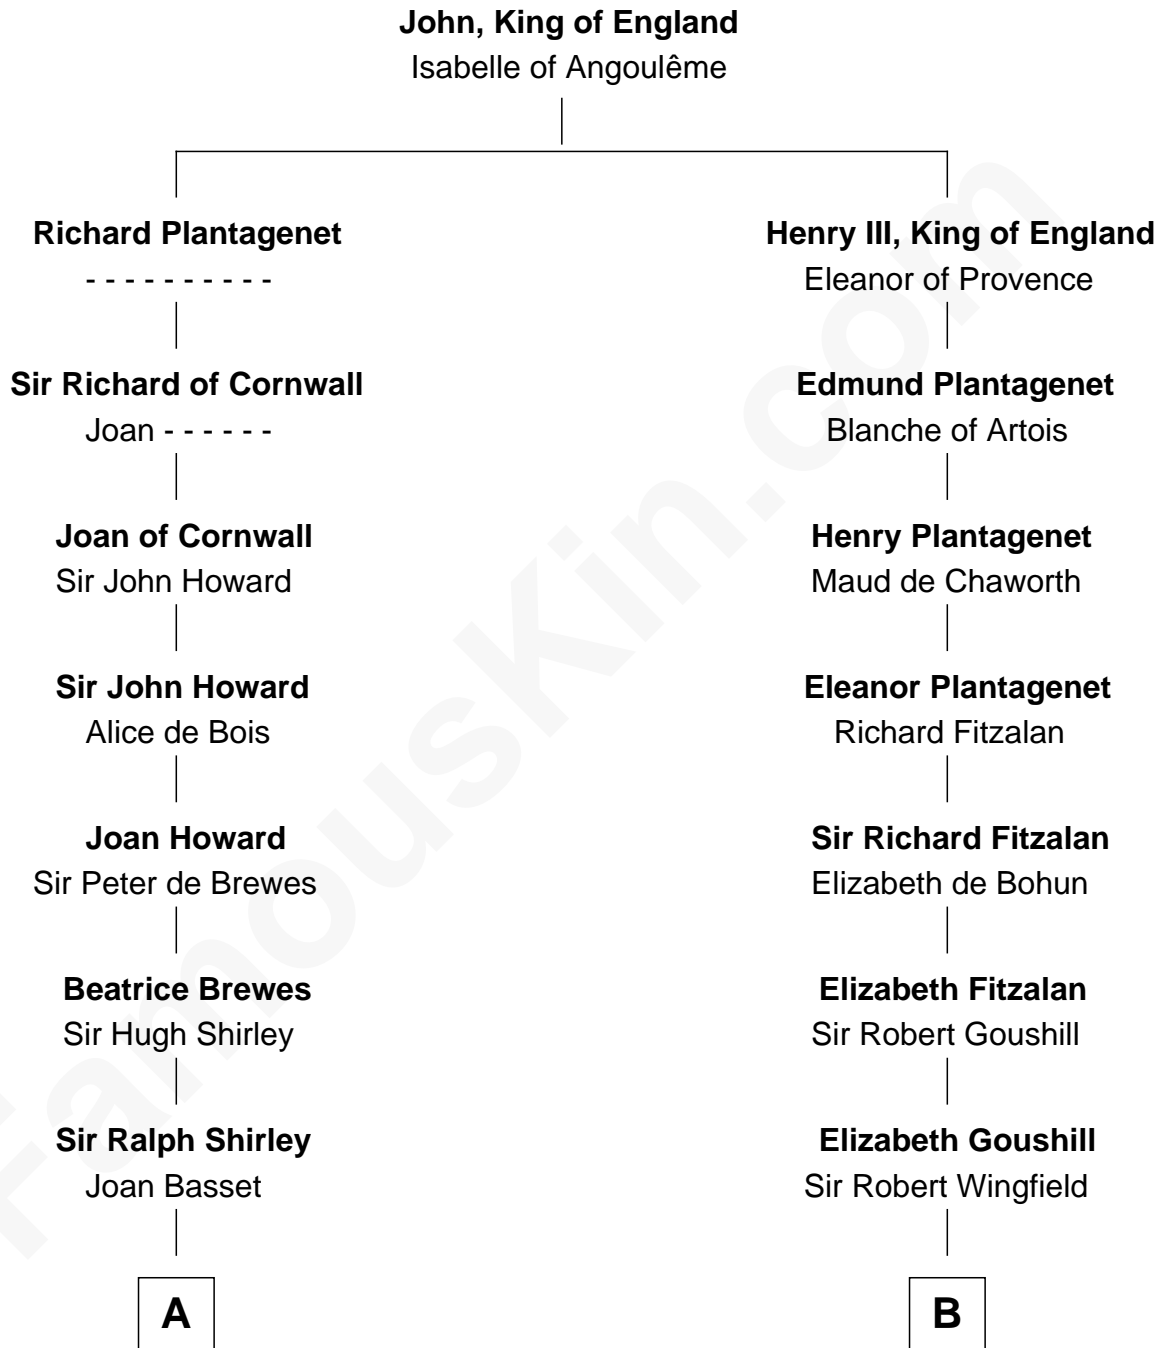 John, King of England
Isabelle of Angoulême
Richard Plantagenet
- - - - - - - - - -
Sir Richard of Cornwall
Joan - - - - - -
Joan of Cornwall
Sir John Howard
Sir John Howard
Alice de Bois
Joan Howard
Sir Peter de Brewes
Beatrice Brewes
Sir Hugh Shirley
Sir Ralph Shirley
Joan Basset
A
Henry III, King of England
Eleanor of Provence
Edmund Plantagenet
Blanche of Artois
Henry Plantagenet
Maud de Chaworth
Eleanor Plantagenet
Richard Fitzalan
Sir Richard Fitzalan
Elizabeth de Bohun
Elizabeth Fitzalan
Sir Robert Goushill
Elizabeth Goushill
Sir Robert Wingfield
B
FamousKin.com